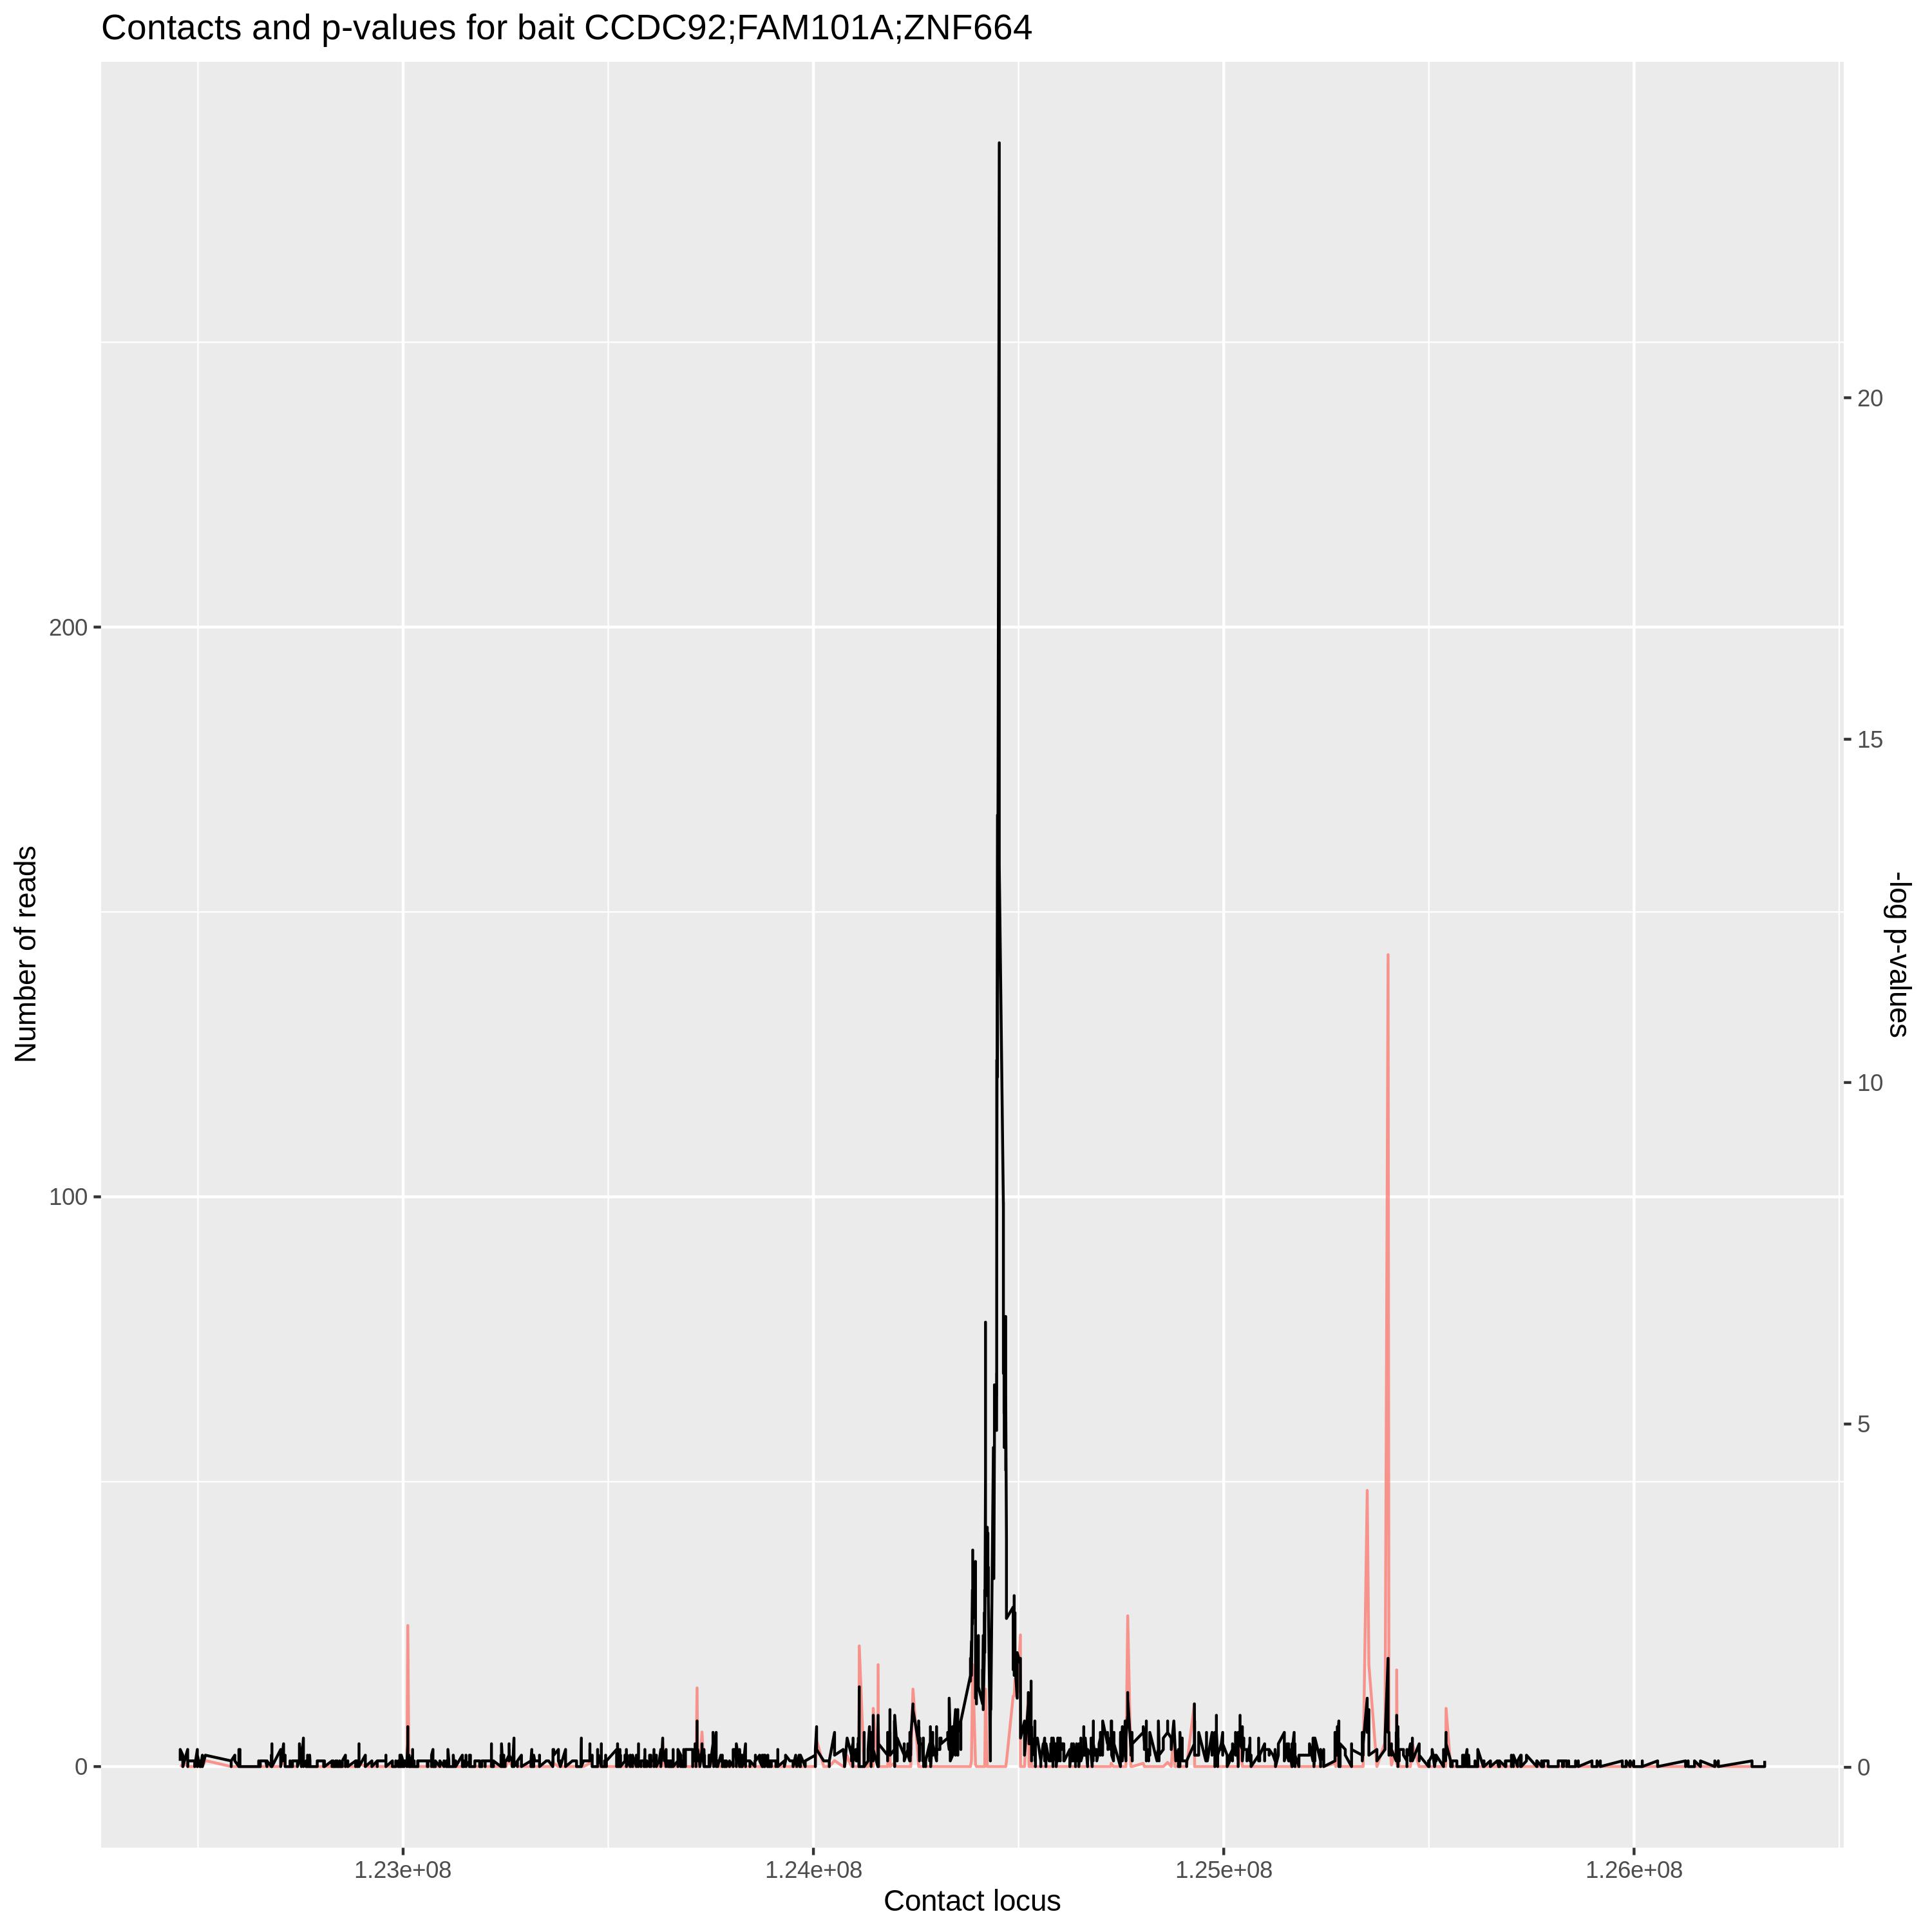 Contacts and p-values for bait CCDC92;FAM101A;ZNF664
200
100
0
Number of reads
20
15
10
5
0
-log p-values
1.23e+08 1.24e+08 1.25e+08 1.26e+08
Contact locus